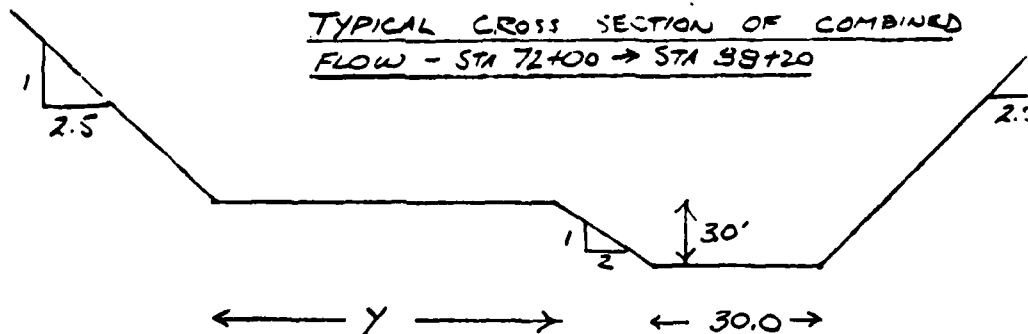 TYPICAL CROSS SECTION OF COMBINED
FLOW - STA 72+00 → STA 98+20
1
2.5
1
2
30'
Y
30.0